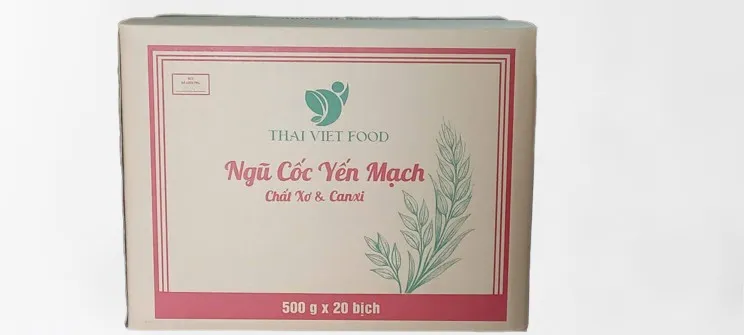 THAI VIET FOOD
Ngũ Cốc Yến Mạch
Chất Xơ & Canxi
500 g x 20 bịch